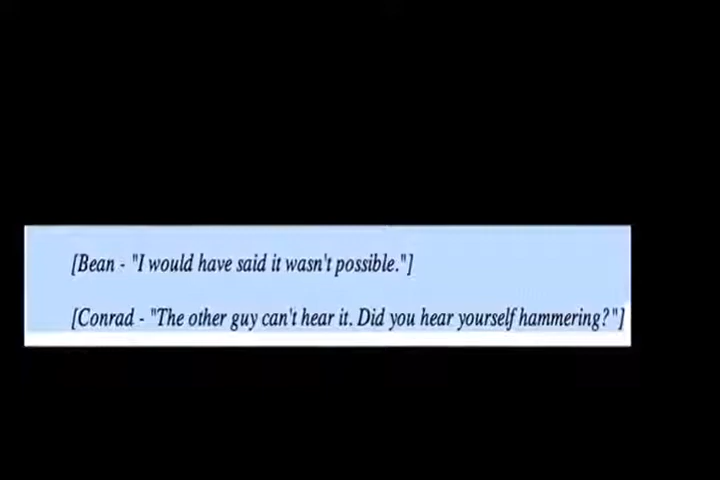 [Bean - "I would have said it wasn't possible."]
[Conrad - "The other guy can't hear it. Did you hear yourself hammering?"]